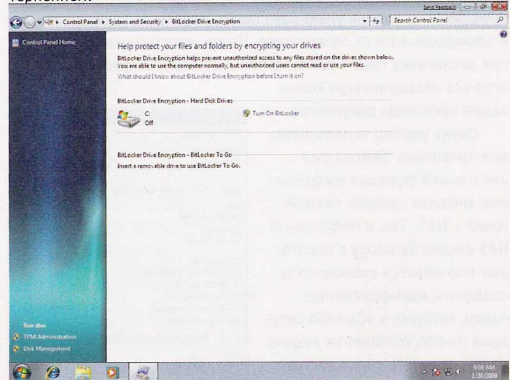 Send Feedback
Control Panel ▸ System and Security ▸ BitLocker Drive Encryption
Search Control Panel
Control Panel Home
Help protect your files and folders by encrypting your drives
BitLocker Drive Encryption helps prevent unauthorized access to any files stored on the drives shown below.
You are able to use the computer normally, but unauthorized users cannot read or use your files.
What should I know about BitLocker Drive Encryption before I turn it on?
BitLocker Drive Encryption - Hard Disk Drives
C:
Off
Turn On BitLocker
BitLocker Drive Encryption - BitLocker To Go
Insert a removable drive to use BitLocker To Go.
See also
TPM Administration
Disk Management